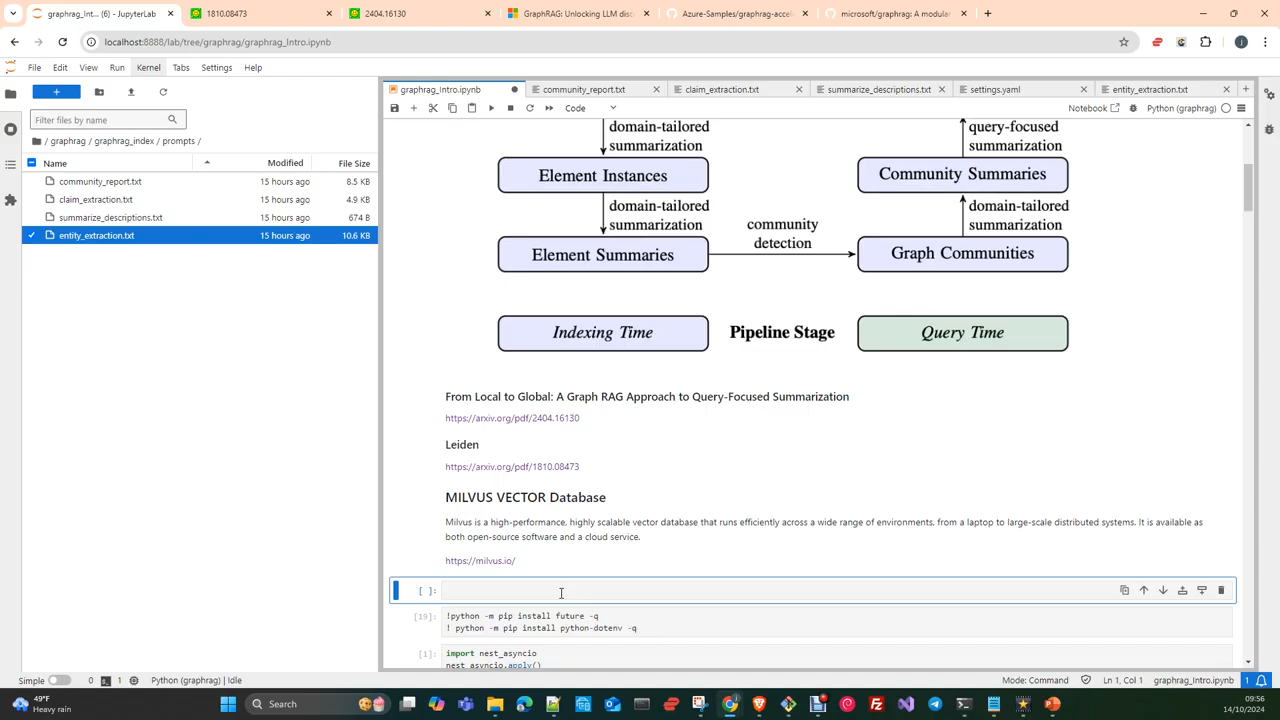 graphrag_Intro... (6) - JupyterLab
1810.08473
2404.16130
GraphRAG: Unlocking LLM disc
Azure-Samples/graphrag-accele
microsoft/graphrag: A modular
localhost:8888/lab/tree/graphrag/graphrag_Intro.ipynb
File Edit View Run Kernel Tabs Settings Help
graphrag_Intro.ipynb
community_report.txt
claim_extraction.txt
summarize_descriptions.txt
settings.yaml
entity_extraction.txt
Code
Notebook
Python (graphrag)
Filter files by name
/ graphrag / graphrag_index / prompts /
Name Modified File Size
community_report.txt 15 hours ago 8.5 KB
claim_extraction.txt 15 hours ago 4.9 KB
summarize_descriptions.txt 15 hours ago 674 B
entity_extraction.txt 15 hours ago 10.6 KB
domain-tailored
summarization
query-focused
summarization
Element Instances
Community Summaries
domain-tailored
summarization
community
detection
domain-tailored
summarization
Element Summaries
Graph Communities
Indexing Time
Pipeline Stage
Query Time
From Local to Global: A Graph RAG Approach to Query-Focused Summarization
https://arxiv.org/pdf/2404.16130
Leiden
https://arxiv.org/pdf/1810.08473
MILVUS VECTOR Database
Milvus is a high-performance, highly scalable vector database that runs efficiently across a wide range of environments, from a laptop to large-scale distributed systems. It is available as
both open-source software and a cloud service.
https://milvus.io/
[ ]:
[19]: !python -m pip install future -q
! python -m pip install python-dotenv -q
[1]: import nest_asyncio
nest_asyncio.apply()
Simple 0 1 Python (graphrag) | Idle
Mode: Command Ln 1, Col 1 graphrag_Intro.ipynb 1
49°F
Heavy rain
Search
09:56
14/10/2024